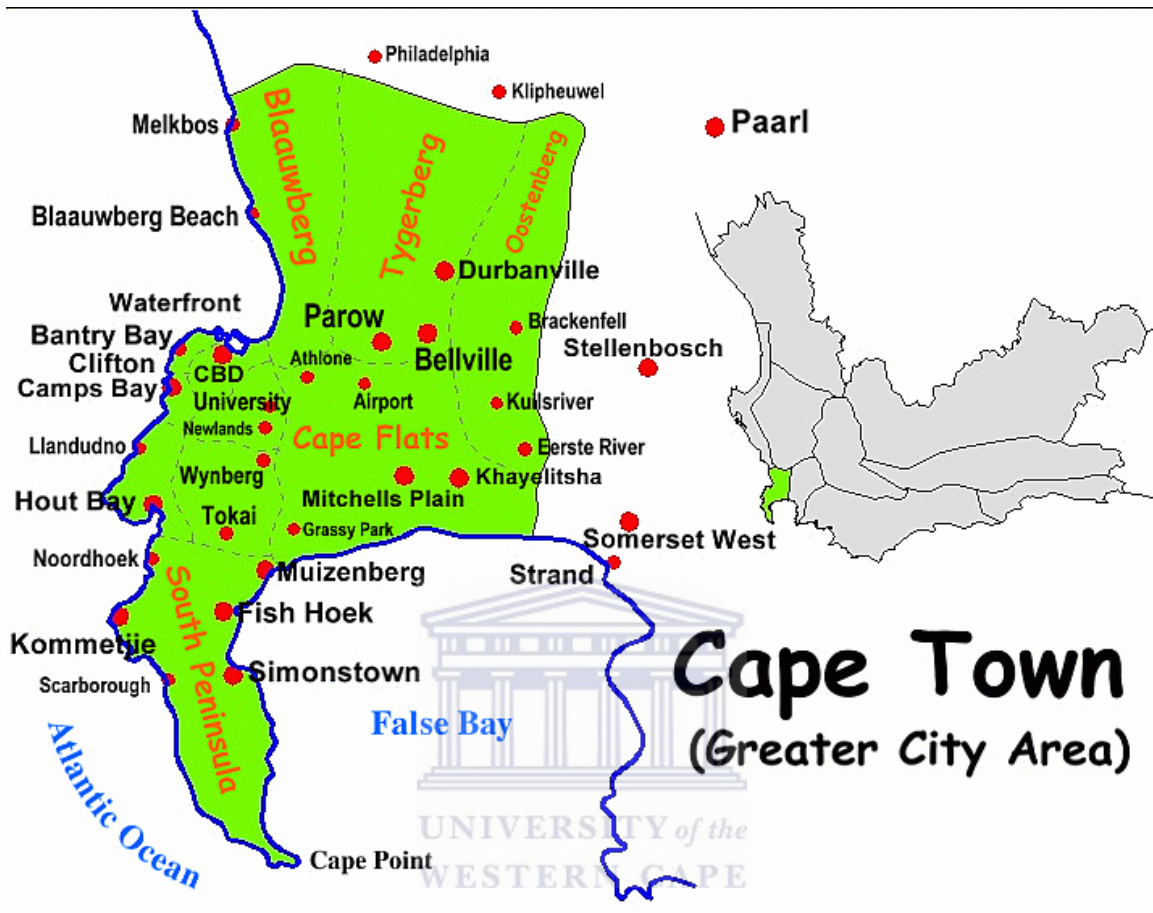 Philadelphia
Klipheuwel
Paarl
Melkbos
Blaauwberg
Tygerberg
Oostenberg
Blaauwberg Beach
Durbanville
Waterfront
Parow
Brackenfell
Bantry Bay
Stellenbosch
Clifton
Athlone
Bellville
CBD
Camps Bay
University
Airport
Kuilsriver
Newlands
Cape Flats
Llandudno
Eerste River
Wynberg
Khayelitsha
Hout Bay
Mitchells Plain
Tokai
Grassy Park
Somerset West
Noordhoek
Muizenberg
Strand
South Peninsula
Fish Hoek
Kommetjie
Simonstown
Cape Town
Scarborough
False Bay
(Greater City Area)
Atlantic Ocean
UNIVERSITY of the
Cape Point
WESTERN CAPE